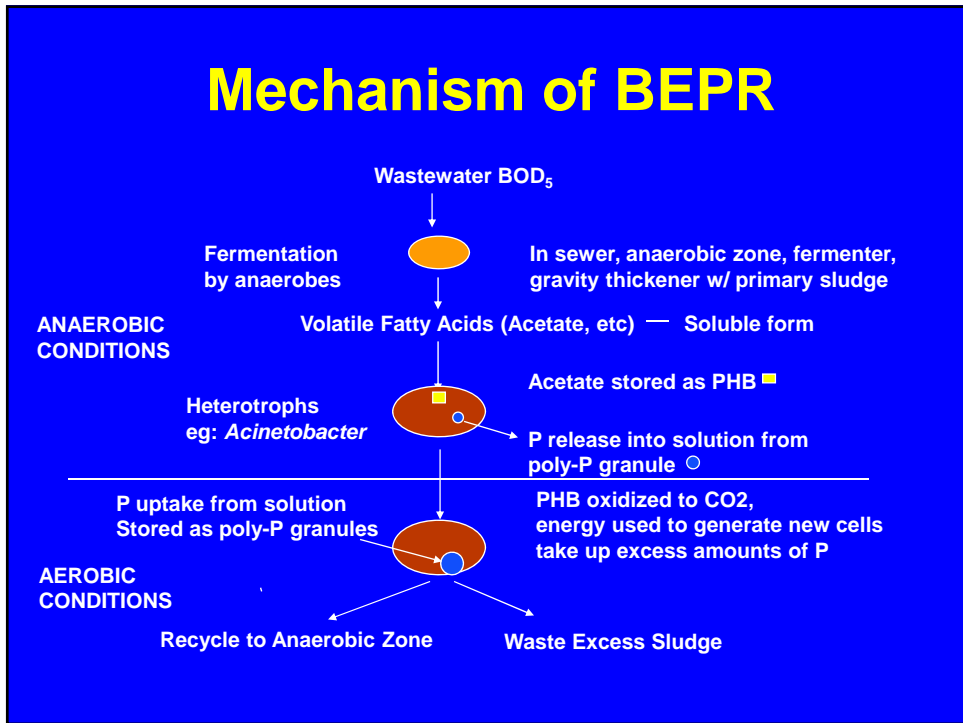 Mechanism of BEPR
Wastewater BOD₅
Fermentation
by anaerobes
In sewer, anaerobic zone, fermenter,
gravity thickener w/ primary sludge
ANAEROBIC
CONDITIONS
Volatile Fatty Acids (Acetate, etc) — Soluble form
Acetate stored as PHB
Heterotrophs
eg: Acinetobacter
P release into solution from
poly-P granule
P uptake from solution
Stored as poly-P granules
PHB oxidized to CO2,
energy used to generate new cells
take up excess amounts of P
AEROBIC
CONDITIONS
Recycle to Anaerobic Zone
Waste Excess Sludge